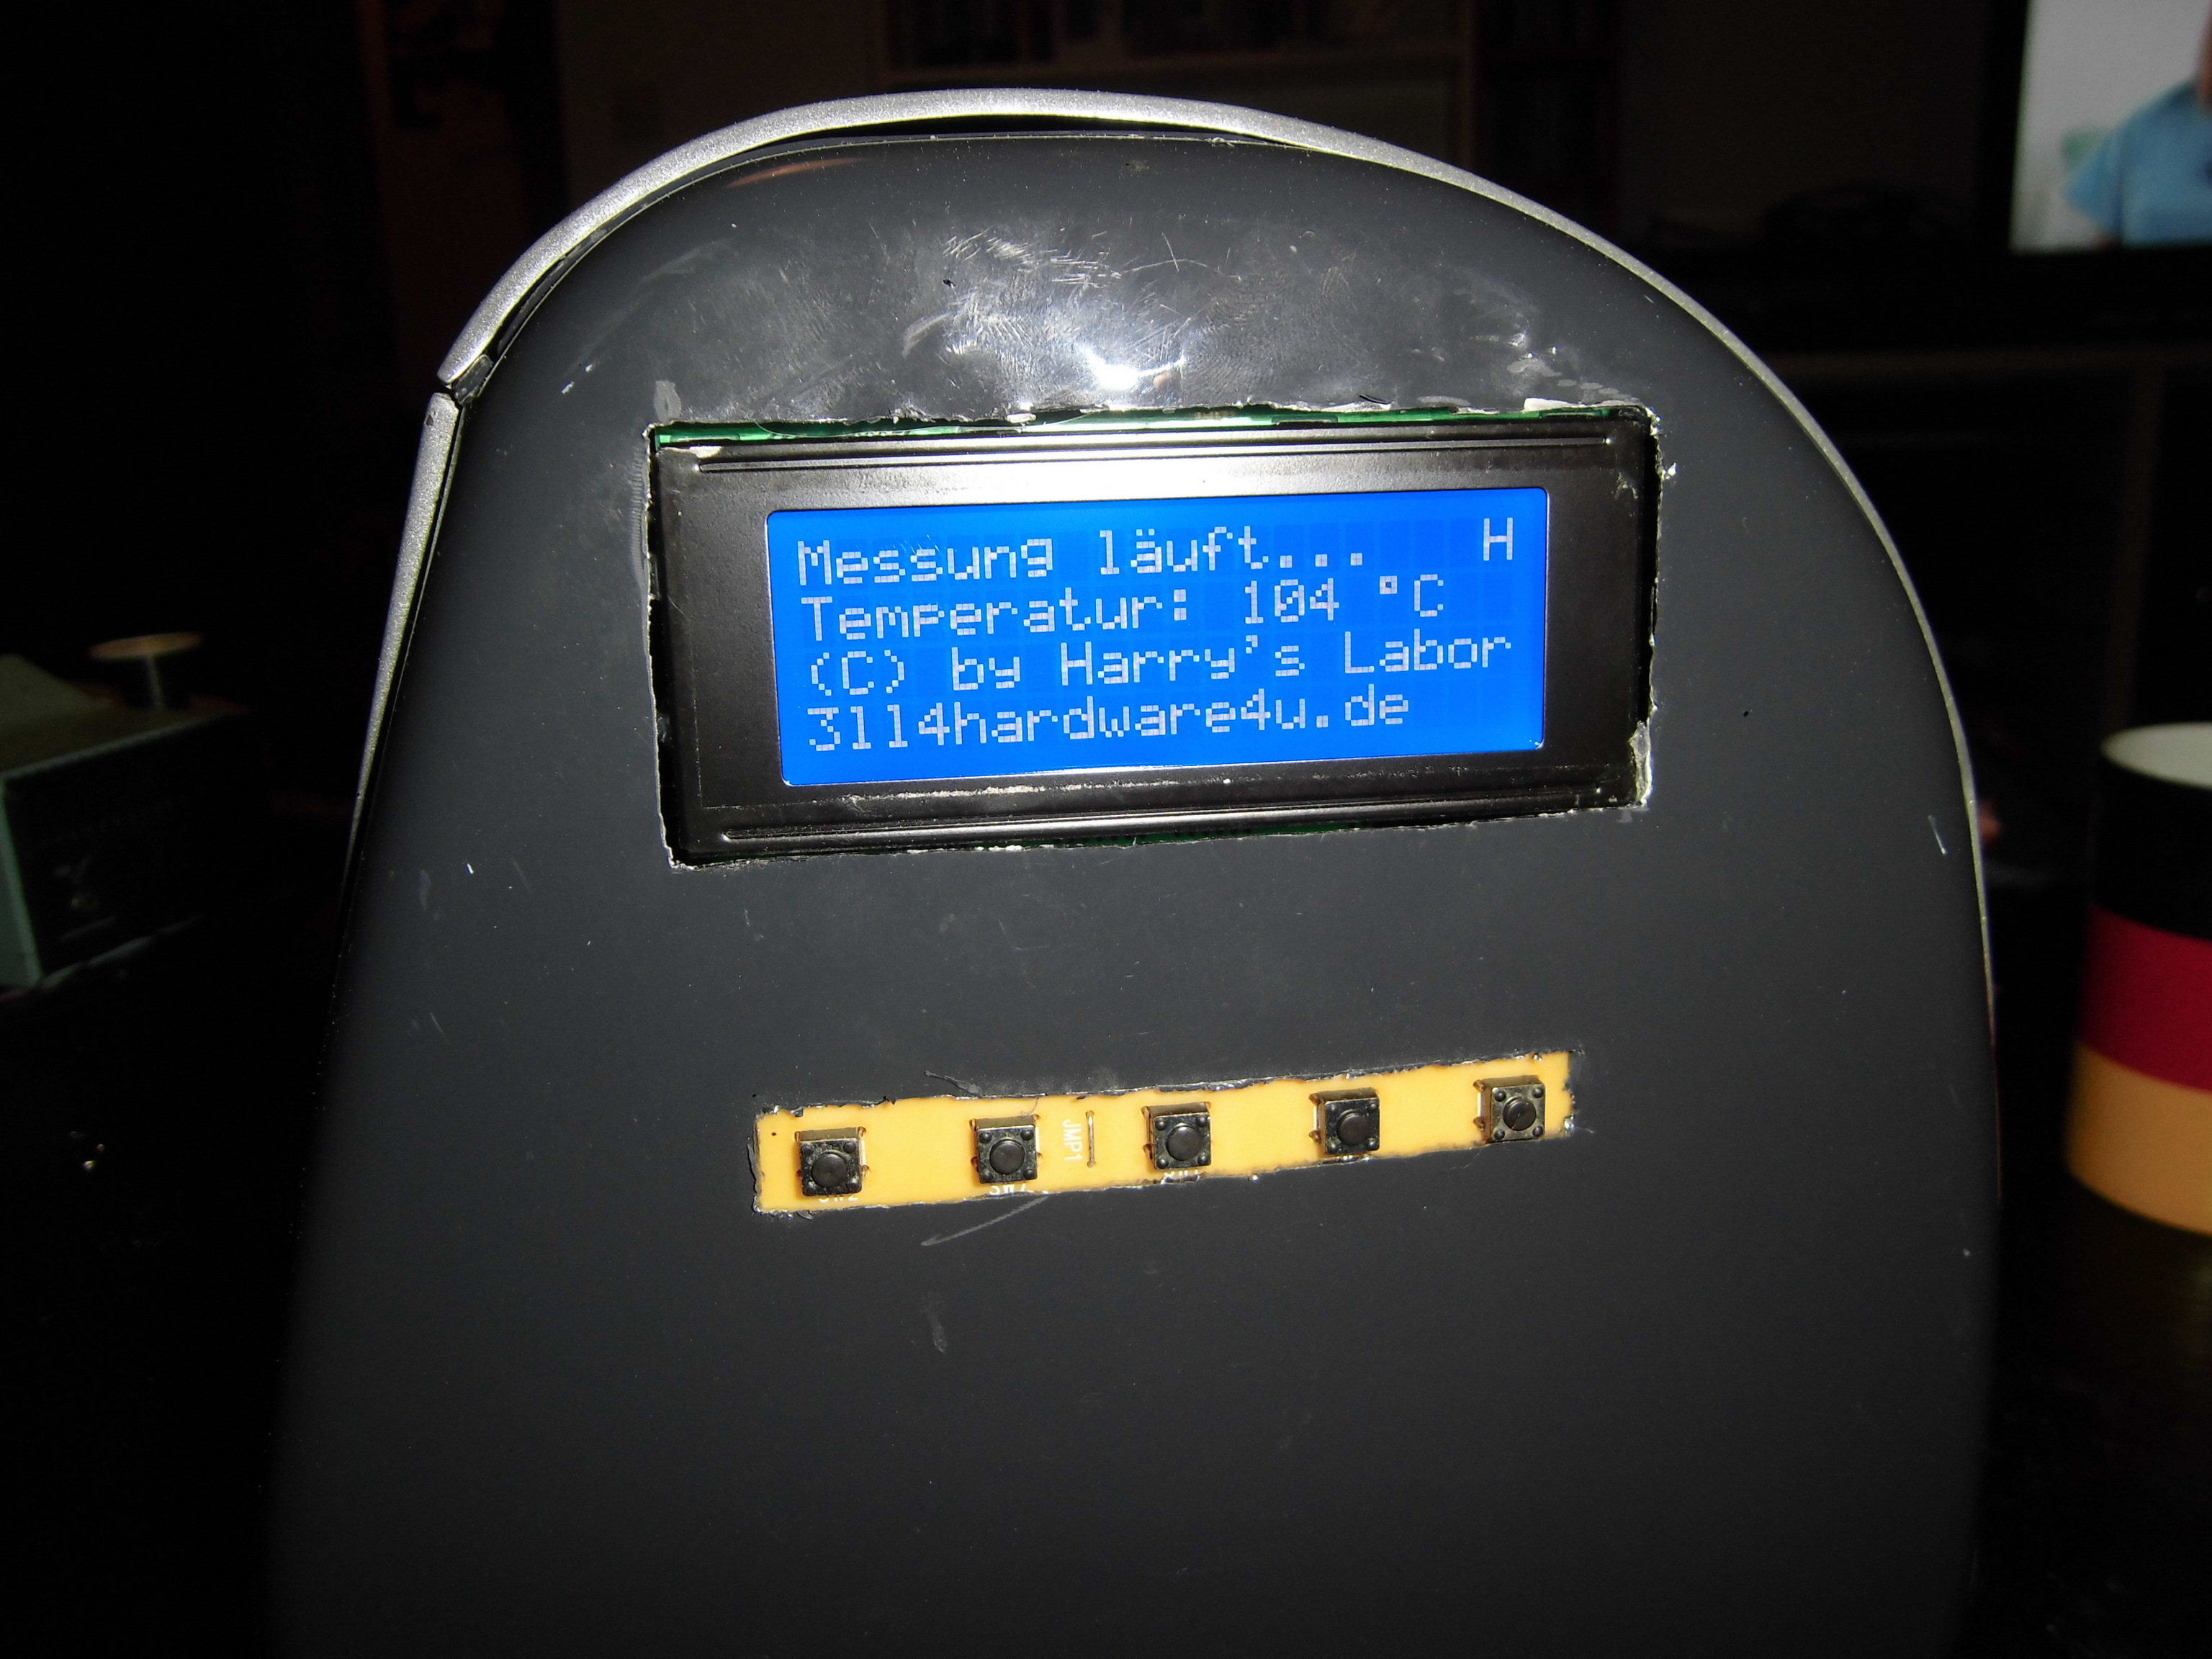 Messung läuft... H
Temperatur: 104 °C
(C) by Harry's Labor
3114hardware4u.de
JMP1